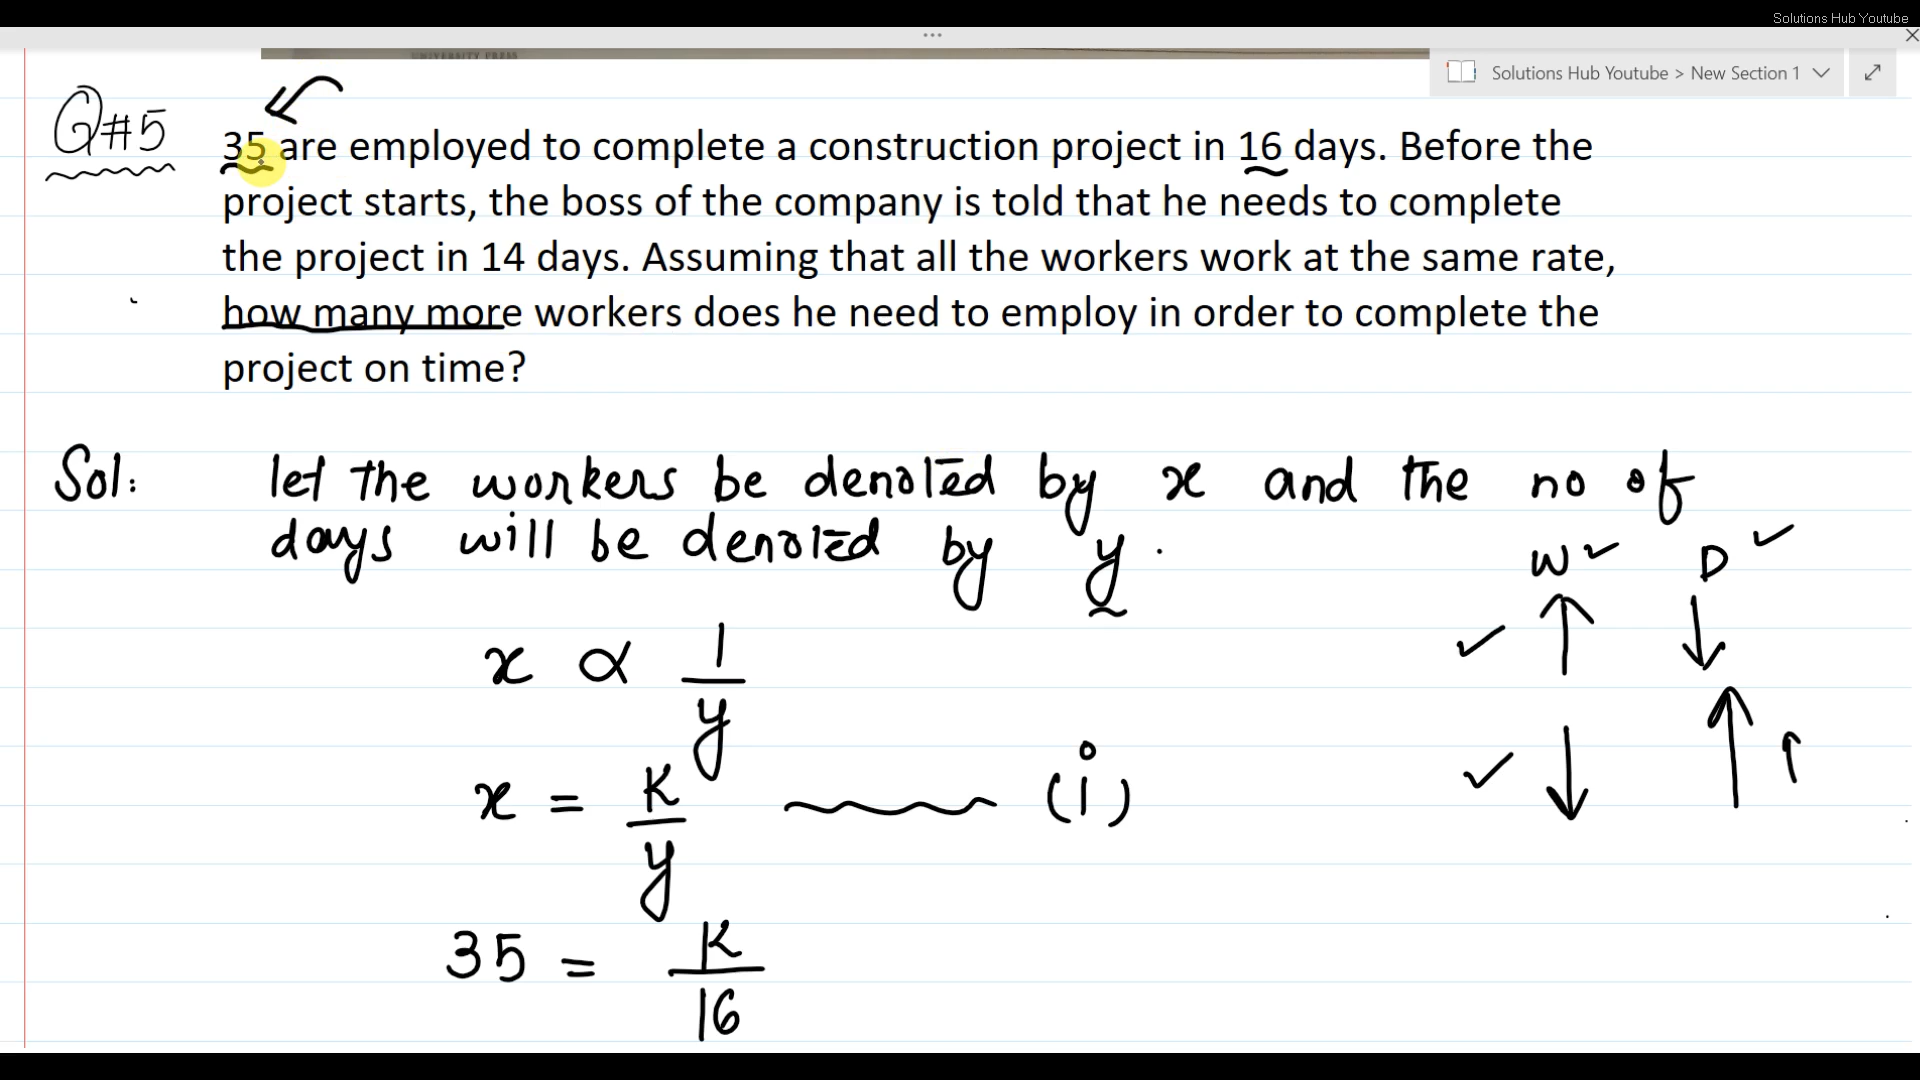 Solutions Hub Youtube
UNIVERSITY PRESS
Solutions Hub Youtube > New Section 1
Q#5
35 are employed to complete a construction project in 16 days. Before the
project starts, the boss of the company is told that he needs to complete
the project in 14 days. Assuming that all the workers work at the same rate,
how many more workers does he need to employ in order to complete the
project on time?
Sol: let the workers be denoted by x and the no of
days will be denoted by y.
W ✓ D ✓
x ∝ 1/y
x = K/y (i)
35 = K/16